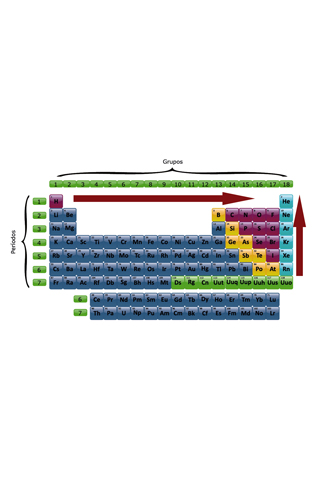 Grupos
1 2 3 4 5 6 7 8 9 10 11 12 13 14 15 16 17 18
Períodos
1 H He
2 Li Be B C N O F Ne
3 Na Mg Al Si P S Cl Ar
4 K Ca Sc Ti V Cr Mn Fe Co Ni Cu Zn Ga Ge As Se Br Kr
5 Rb Sr Y Zr Nb Mo Tc Ru Rh Pd Ag Cd In Sn Sb Te I Xe
6 Cs Ba La Hf Ta W Re Os Ir Pt Au Hg Tl Pb Bi Po At Rn
7 Fr Ra Ac Rf Db Sg Bh Hs Mt Ds Rg Cn Uut Uuq Uup Uuh Uus Uuo
6 Ce Pr Nd Pm Sm Eu Gd Tb Dy Ho Er Tm Yb Lu
7 Th Pa U Np Pu Am Cm Bk Cf Es Fm Md No Lr